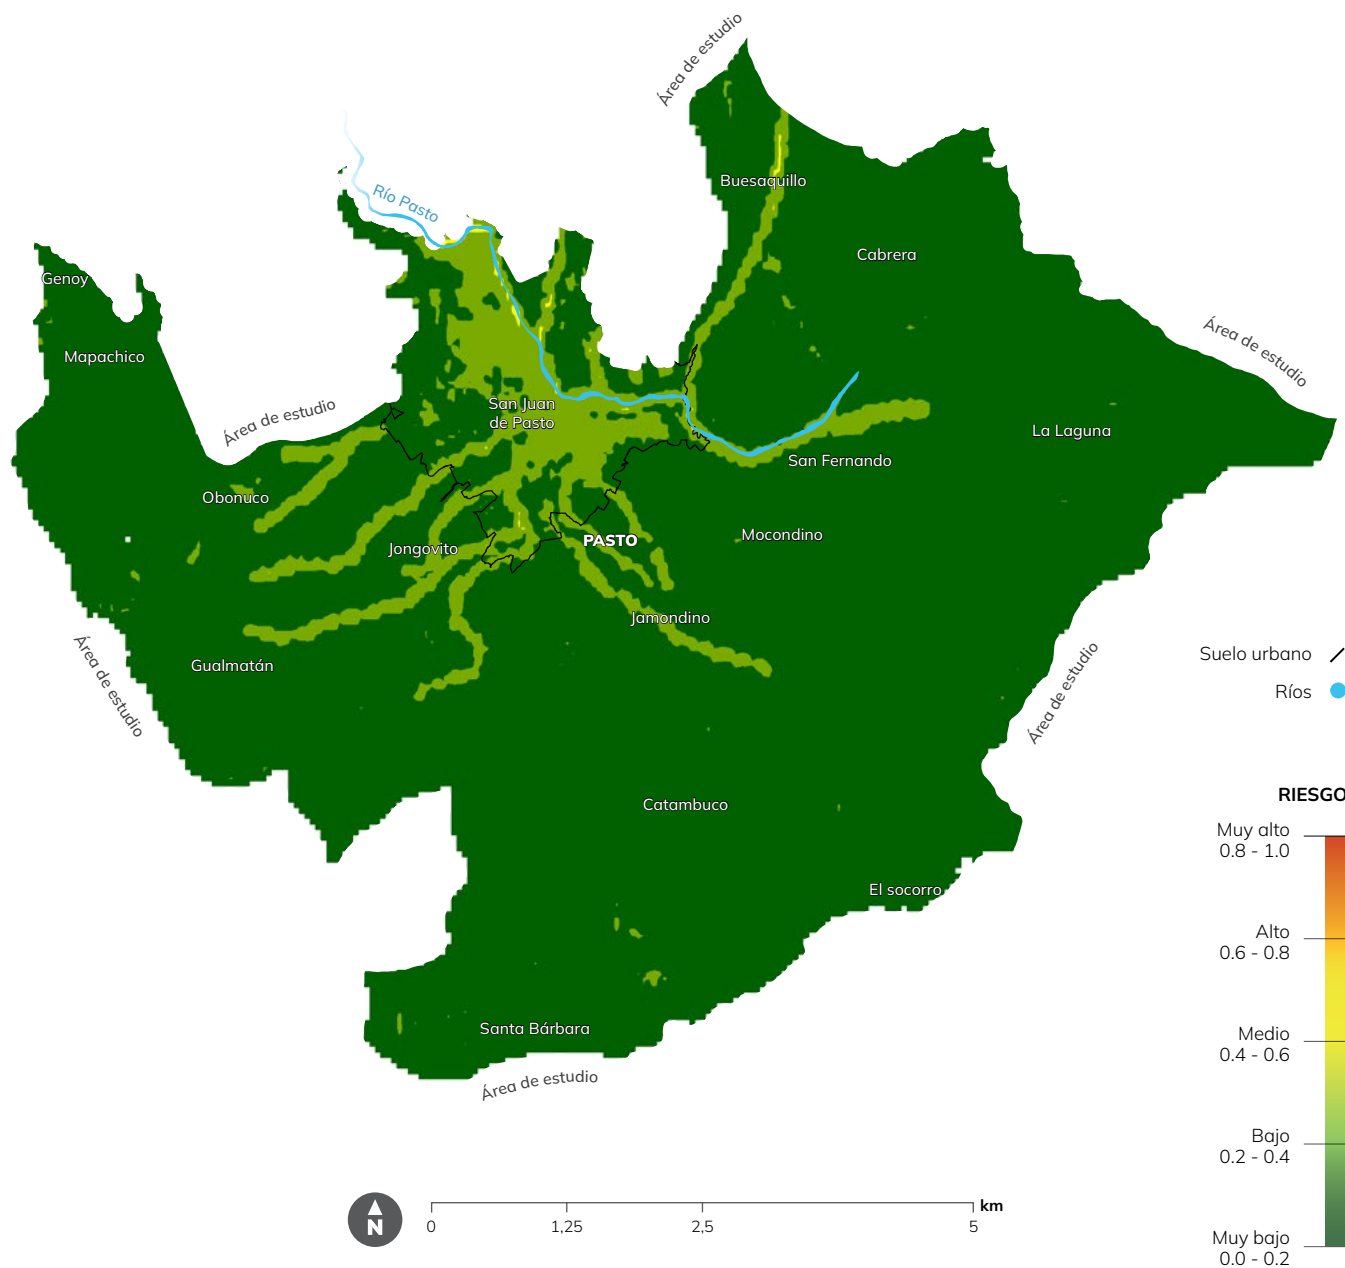 Área de estudio
Buesaquillo
Río Pasto
Cabrera
Genoy
Mapachico
Área de estudio
Área de estudio
San Juan
de Pasto
La Laguna
San Fernando
Obonuco
Jongovito
PASTO
Mocondino
Jamondino
Gualmatán
Área de estudio
Área de estudio
Suelo urbano
Ríos
Catambuco
El socorro
Santa Bárbara
Área de estudio
RIESGO
Muy alto
0.8 - 1.0
Alto
0.6 - 0.8
Medio
0.4 - 0.6
Bajo
0.2 - 0.4
Muy bajo
0.0 - 0.2
N
km
0 1,25 2,5 5